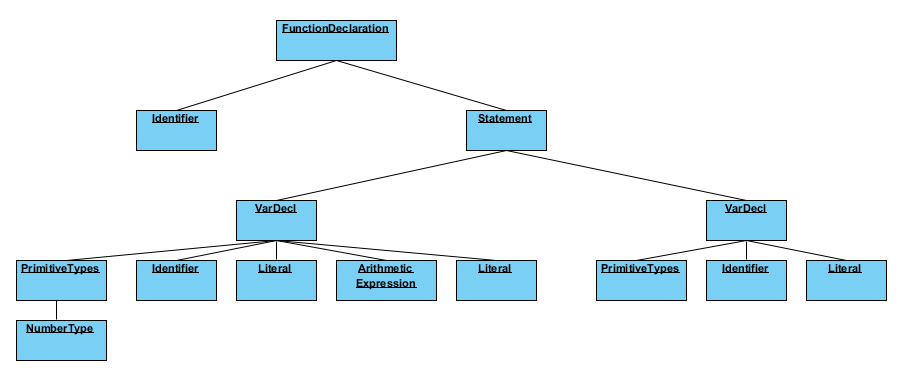 FunctionDeclaration
Identifier
Statement
VarDecl
VarDecl
PrimitiveTypes
Identifier
Literal
Arithmetic
Expression
Literal
PrimitiveTypes
Identifier
Literal
NumberType